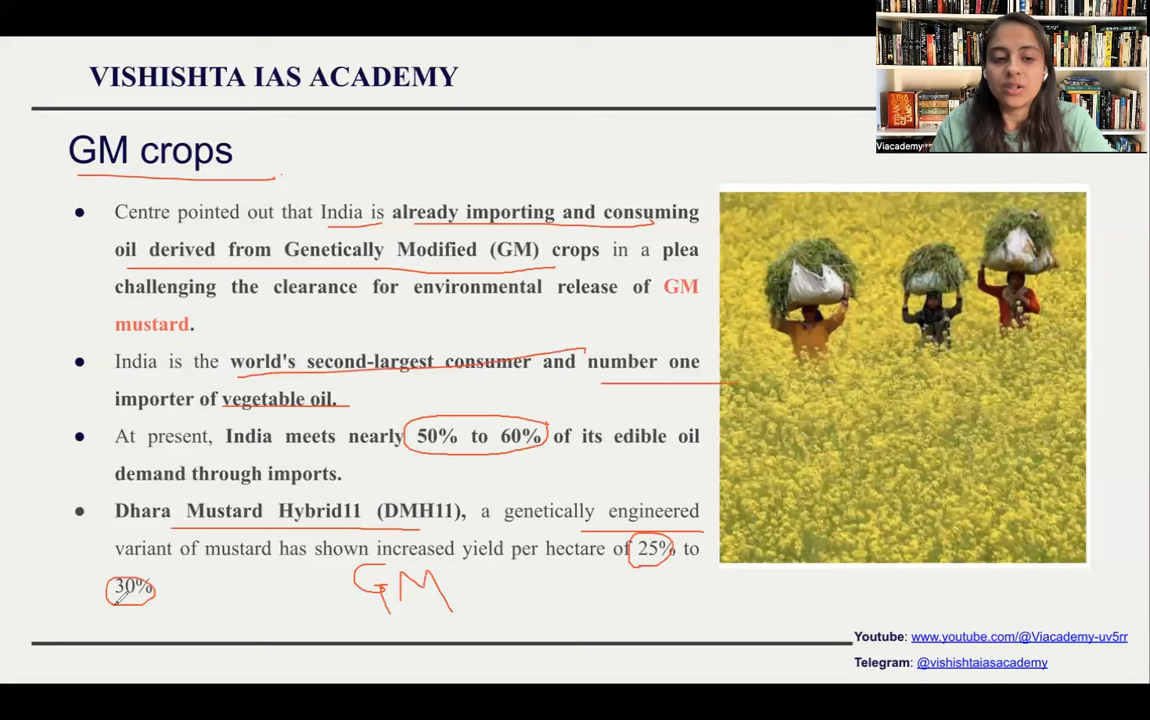 VISHISHTA IAS ACADEMY
Viacademy
GM crops
● Centre pointed out that India is already importing and consuming
oil derived from Genetically Modified (GM) crops in a plea
challenging the clearance for environmental release of GM
mustard.
● India is the world's second-largest consumer and number one
importer of vegetable oil.
● At present, India meets nearly 50% to 60% of its edible oil
demand through imports.
● Dhara Mustard Hybrid11 (DMH11), a genetically engineered
variant of mustard has shown increased yield per hectare of 25% to
30%
GM
Youtube: www.youtube.com/@Viacademy-uv5rr
Telegram: @vishishtaiasacademy